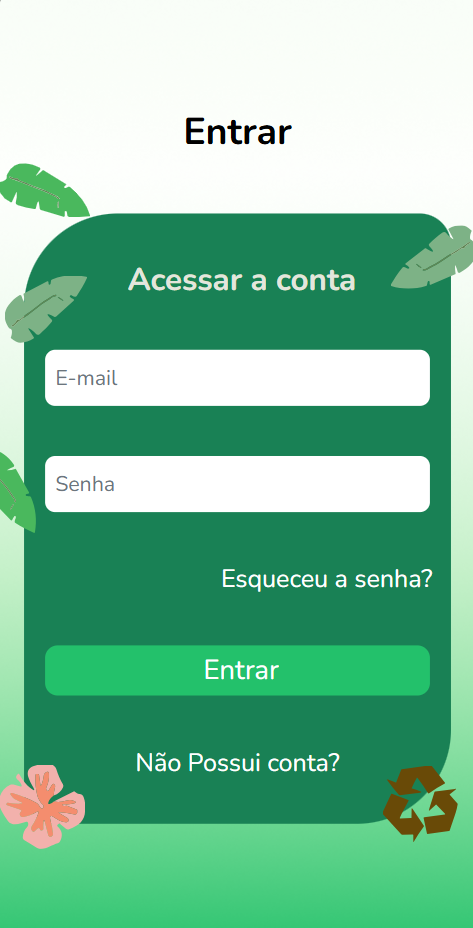 Entrar
Acessar a conta
E-mail
Senha
Esqueceu a senha?
Entrar
Não Possui conta?